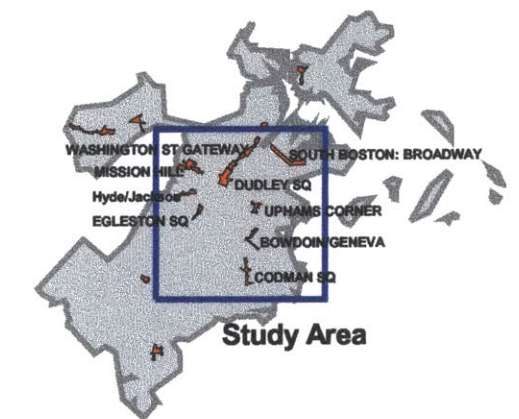 WASHINGTON ST GATEWAY
SOUTH BOSTON: BROADWAY
MISSION HILL
DUDLEY SQ
Hyde/Jackson
UPHAMS CORNER
EGLESTON SQ
BOWDOIN/GENEVA
CODMAN SQ
Study Area